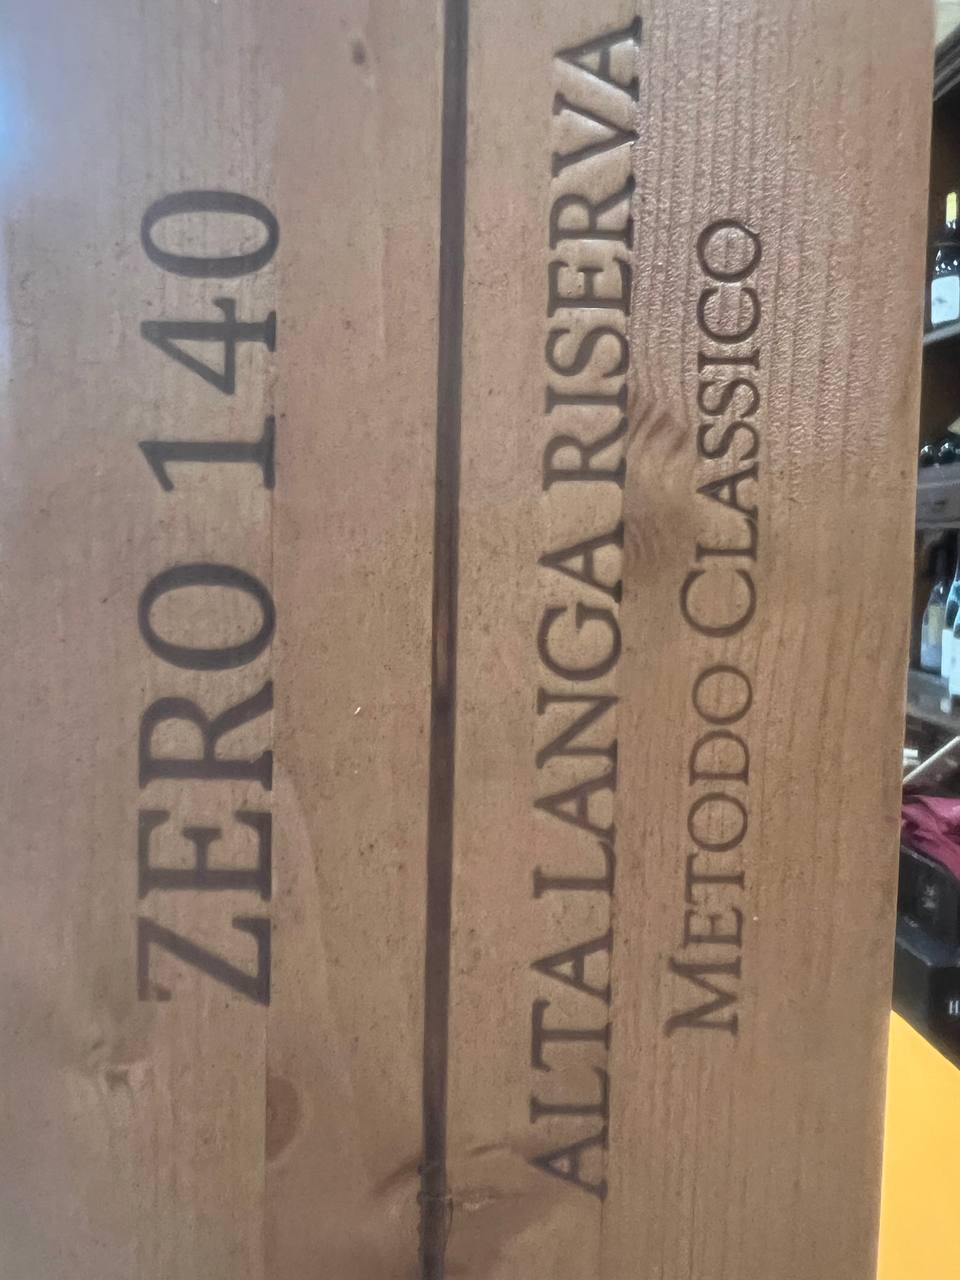 ZERO 140
ALTA LANGA RISERVA
METODO CLASSICO